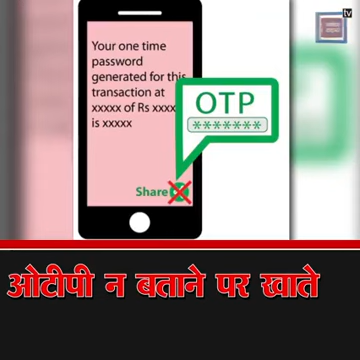 tv
Your one time
password
generated for this
transaction at
xxxxx of Rs xxxx
is xxxxx
OTP
*******
Share
ओटीपी न बताने पर खाते